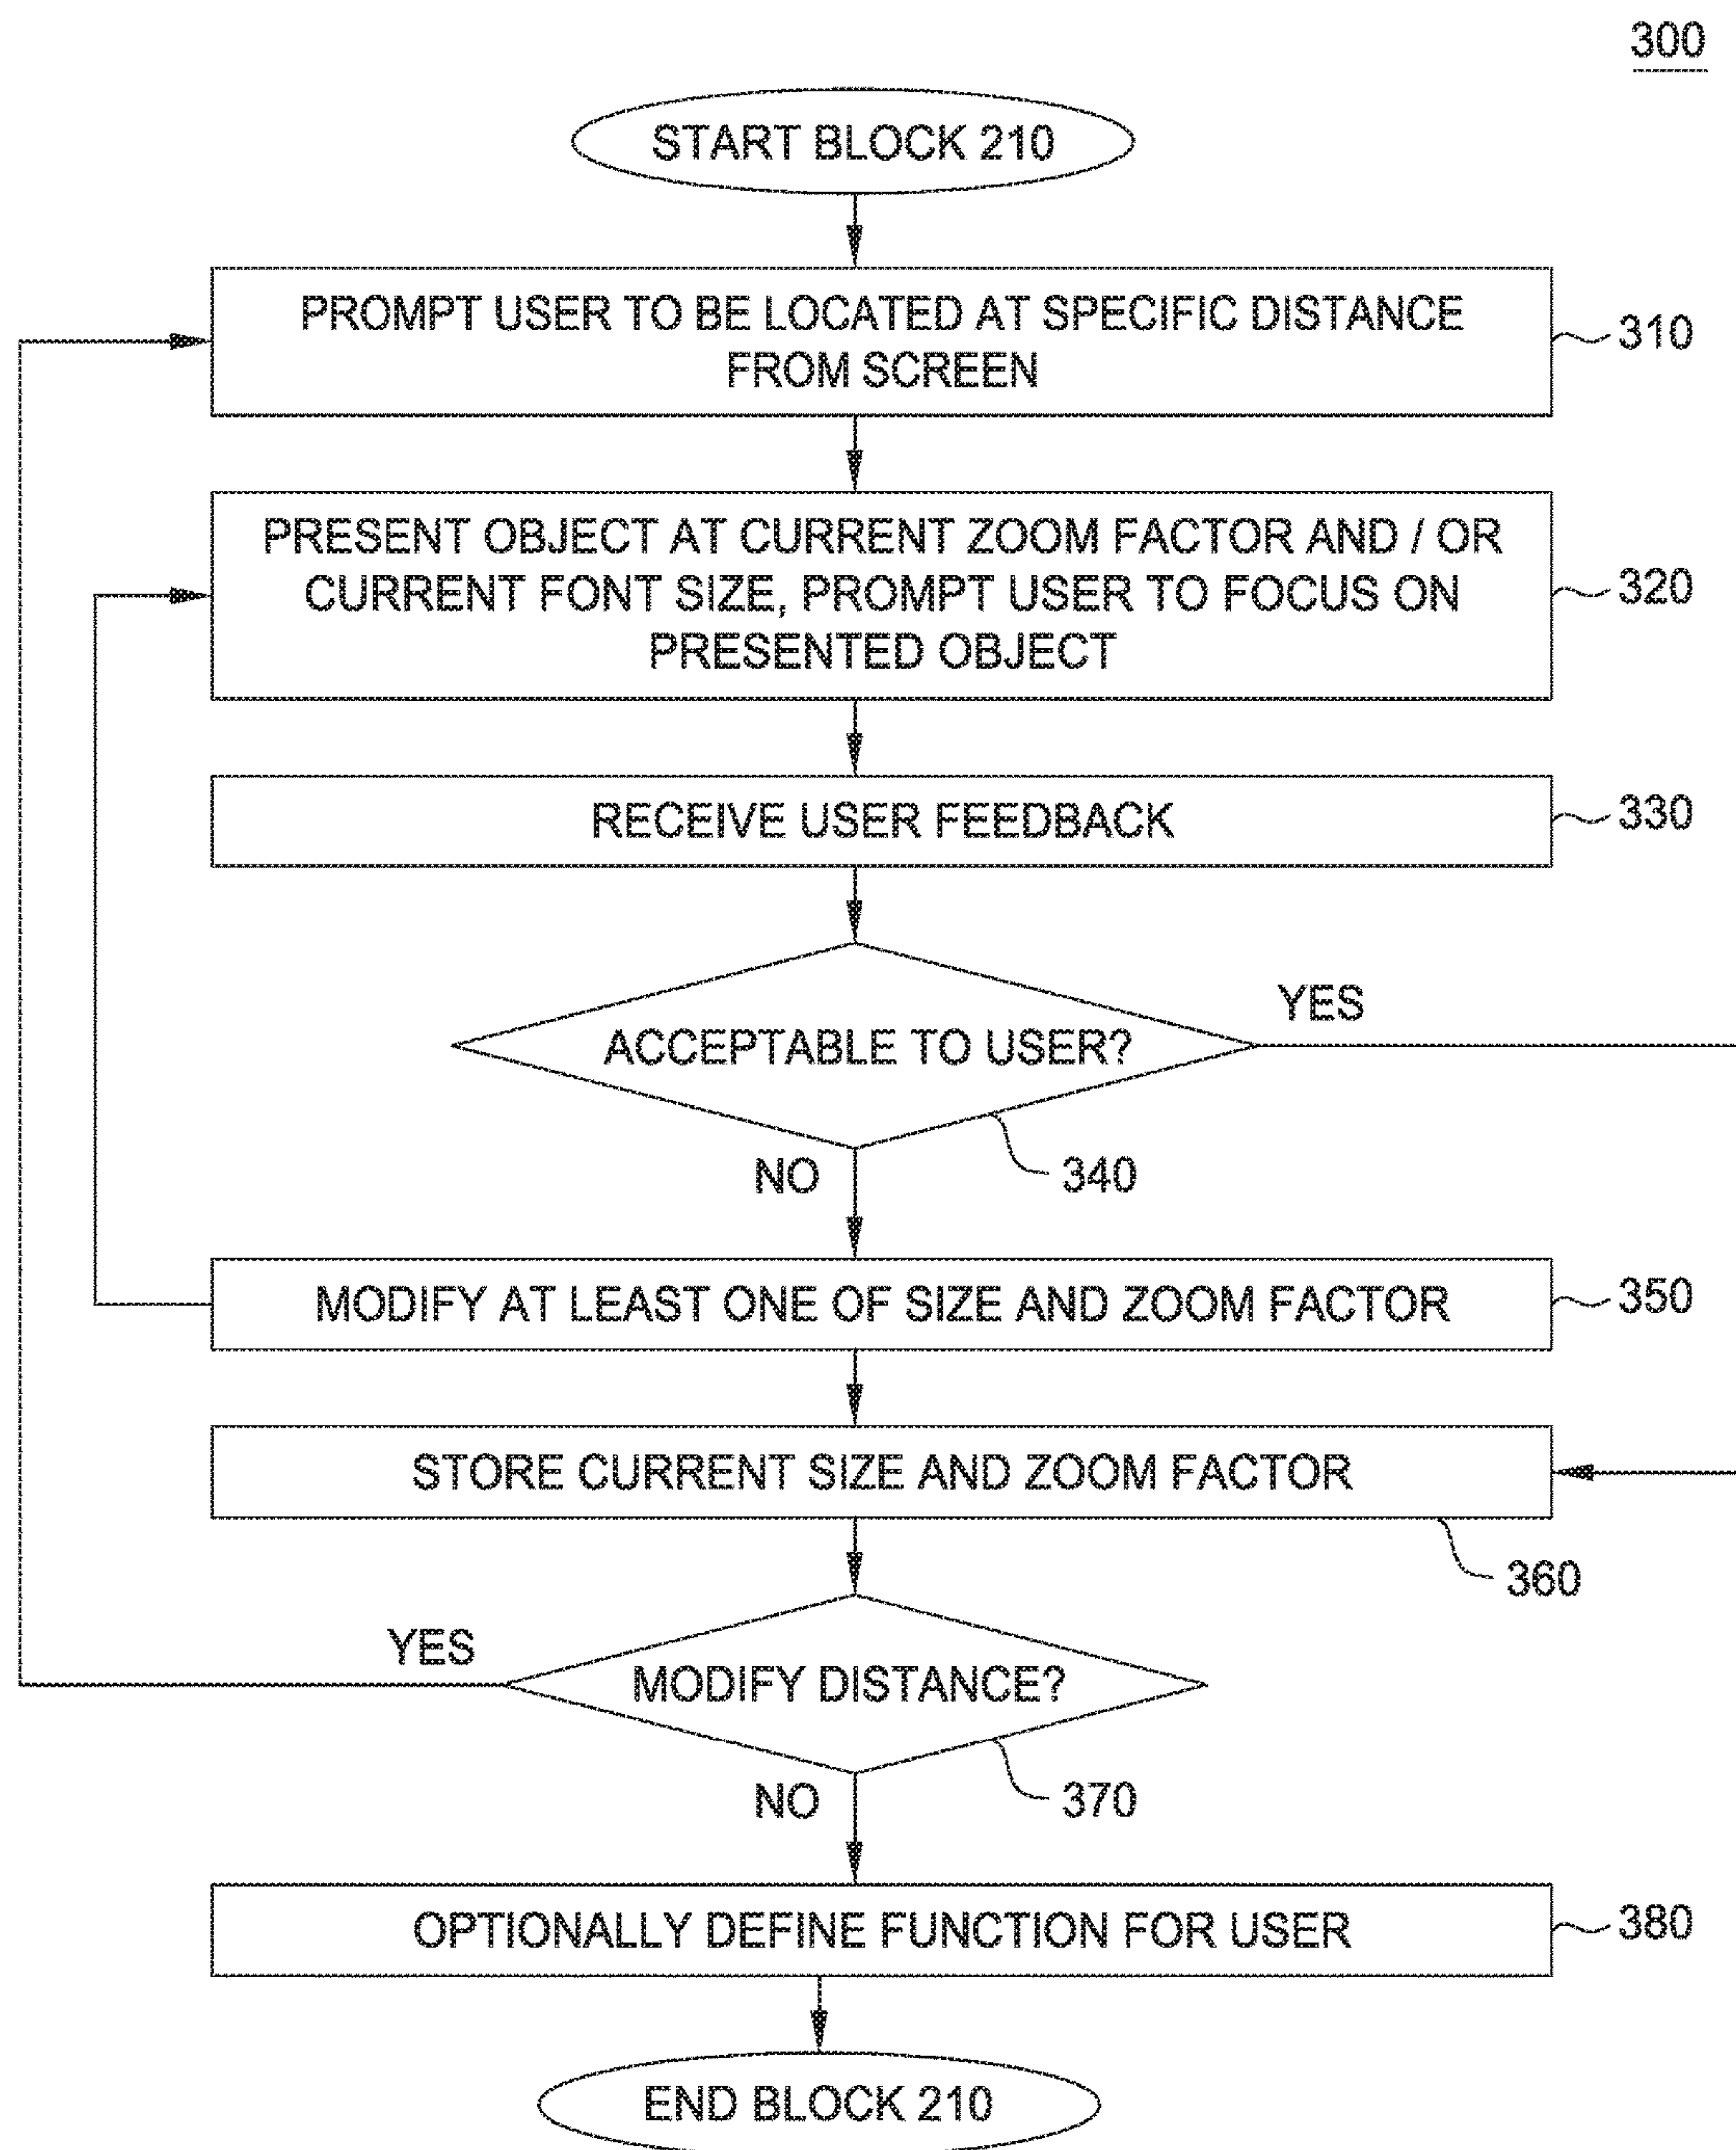 300
START BLOCK 210
PROMPT USER TO BE LOCATED AT SPECIFIC DISTANCE
FROM SCREEN
310
PRESENT OBJECT AT CURRENT ZOOM FACTOR AND / OR
CURRENT FONT SIZE, PROMPT USER TO FOCUS ON
PRESENTED OBJECT
320
RECEIVE USER FEEDBACK
330
YES
ACCEPTABLE TO USER?
NO
340
MODIFY AT LEAST ONE OF SIZE AND ZOOM FACTOR
350
STORE CURRENT SIZE AND ZOOM FACTOR
360
YES
MODIFY DISTANCE?
NO
370
OPTIONALLY DEFINE FUNCTION FOR USER
380
END BLOCK 210